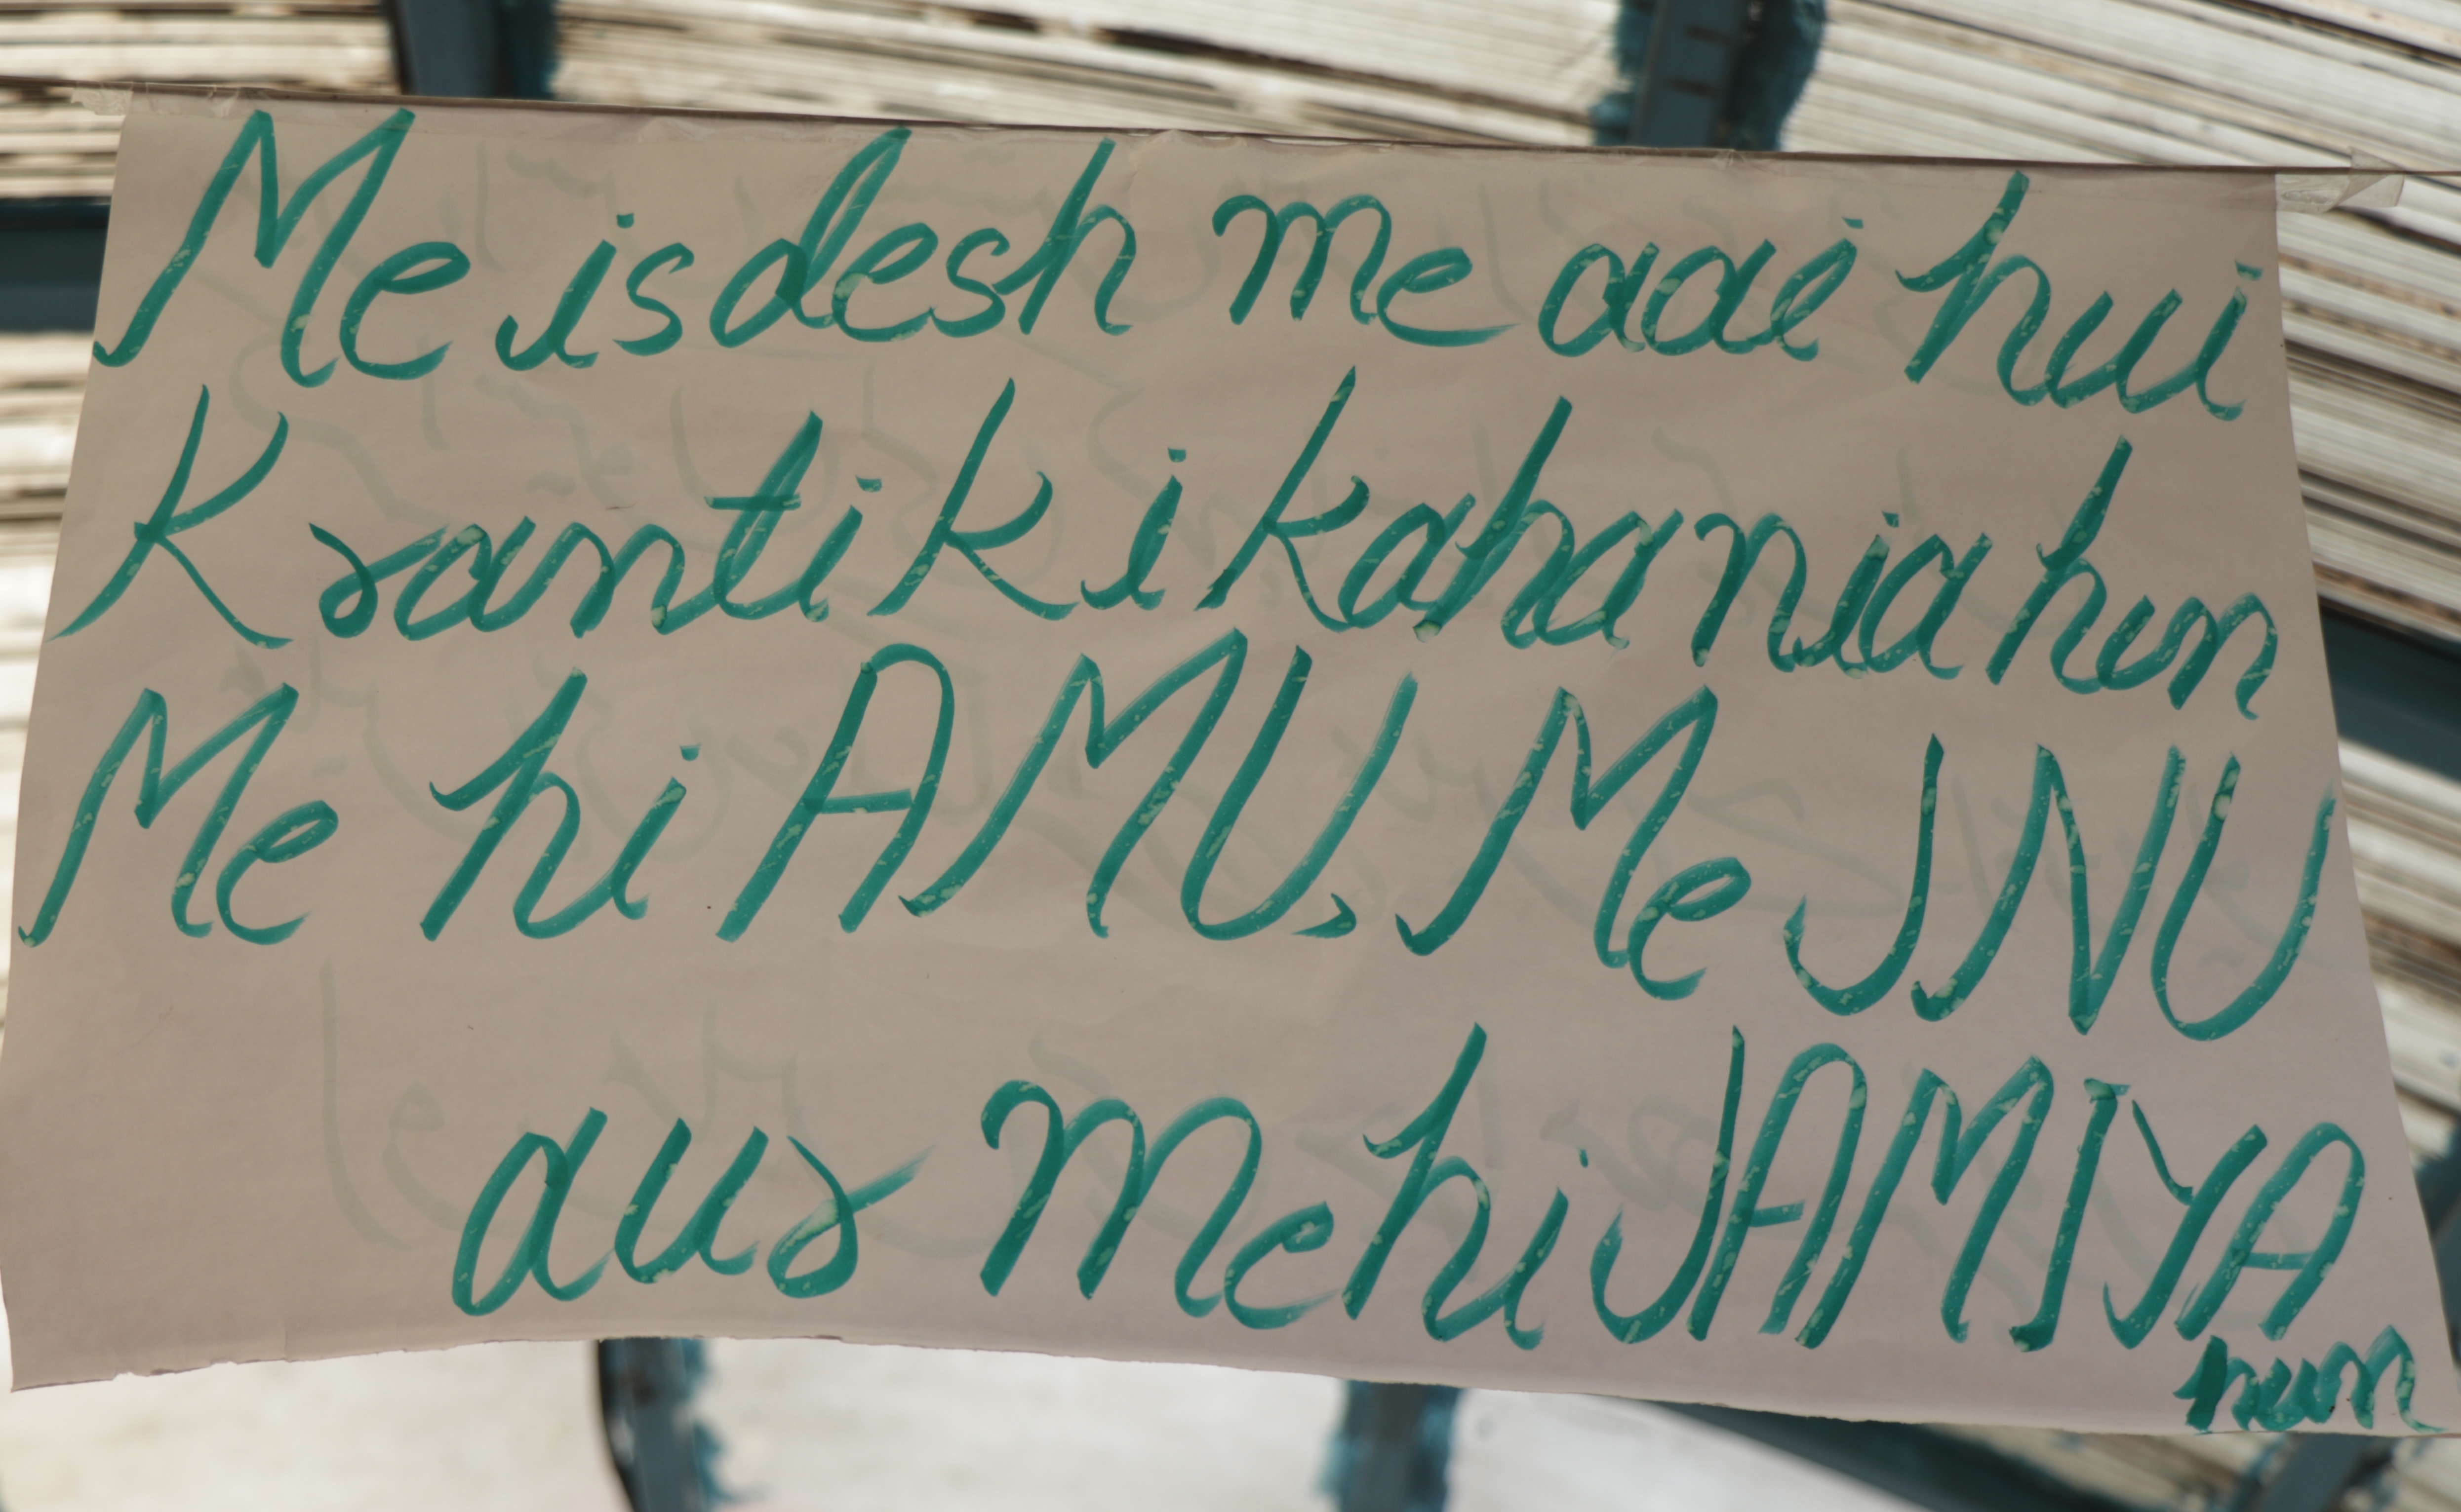 Me is desh me aai hui
Kranti ki kahania hun
Me hi AMU, Me JNU
aur me hi JAMIYA
hun